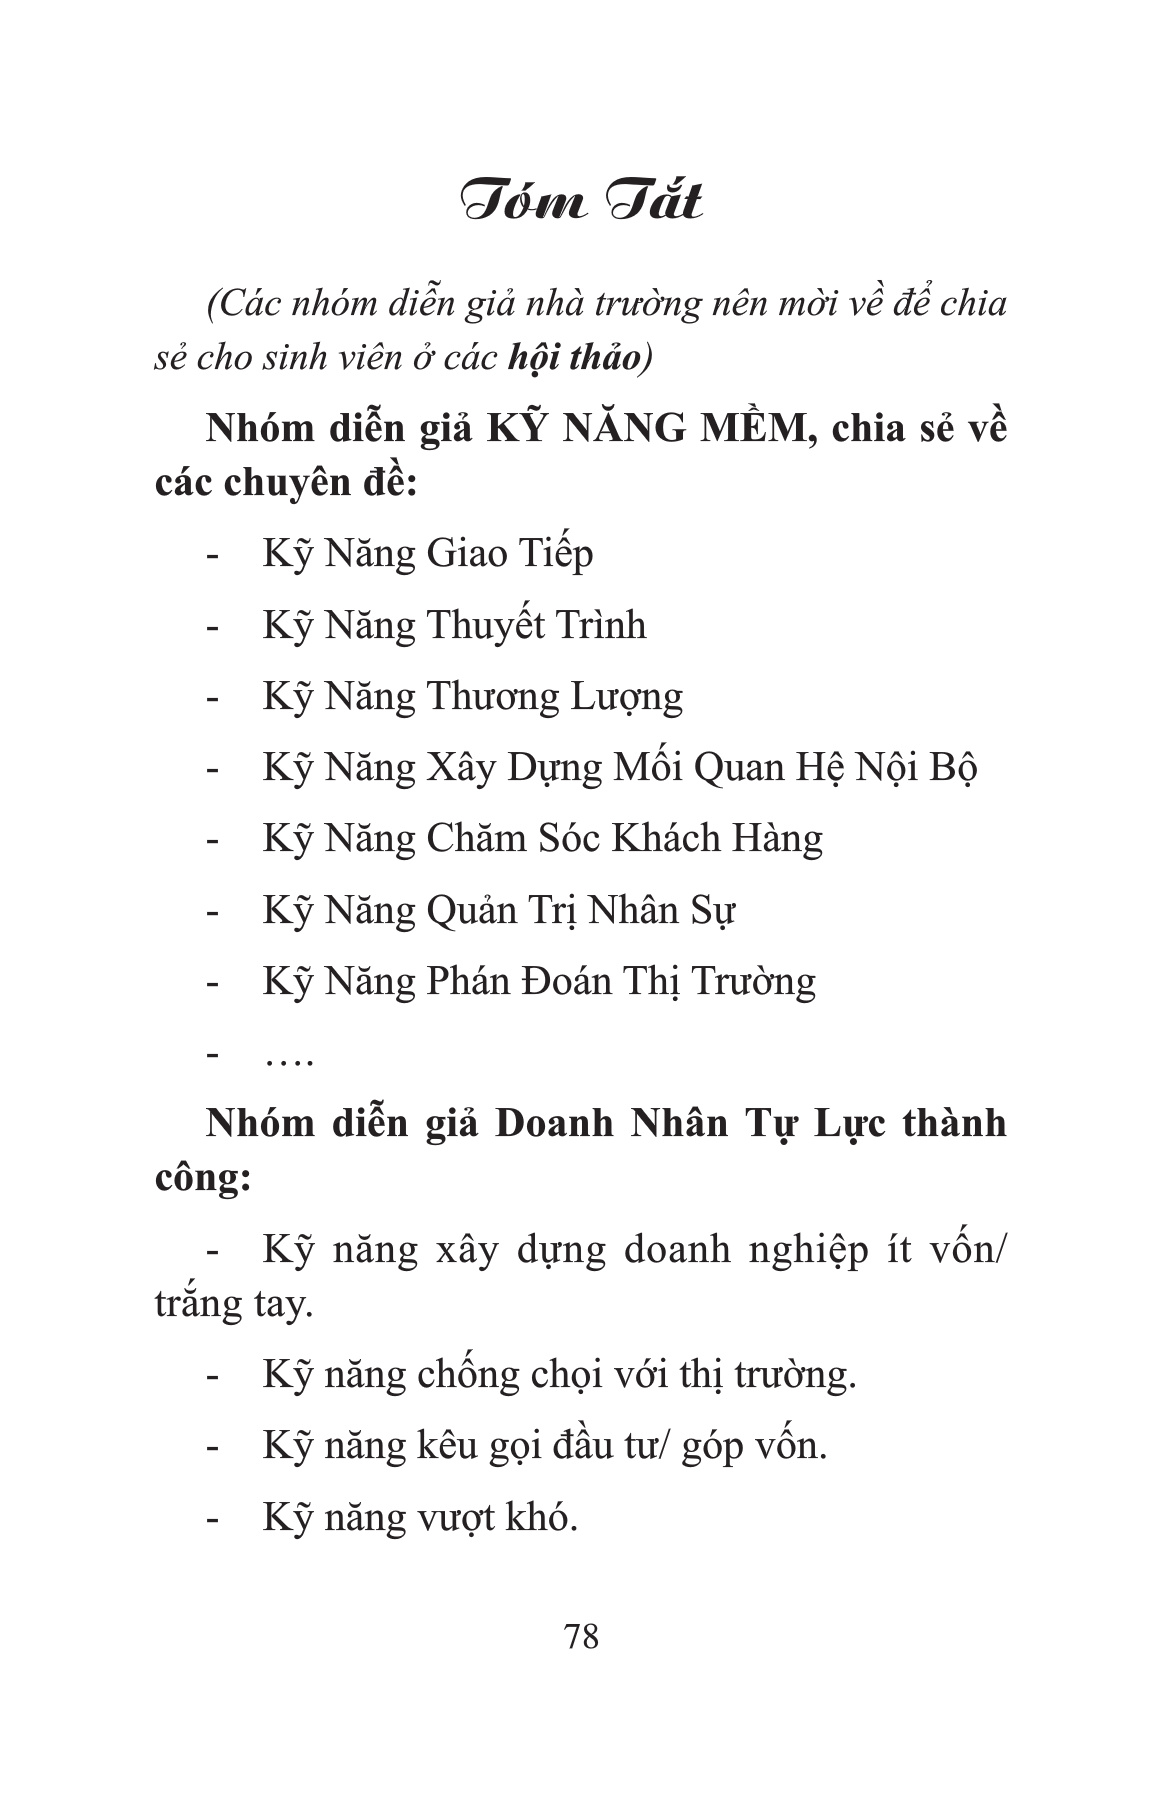 Tóm Tắt
(Các nhóm diễn giả nhà trường nên mời về để chia
sẻ cho sinh viên ở các hội thảo)
Nhóm diễn giả KỸ NĂNG MỀM, chia sẻ về
các chuyên đề:
- Kỹ Năng Giao Tiếp
- Kỹ Năng Thuyết Trình
- Kỹ Năng Thương Lượng
- Kỹ Năng Xây Dựng Mối Quan Hệ Nội Bộ
- Kỹ Năng Chăm Sóc Khách Hàng
- Kỹ Năng Quản Trị Nhân Sự
- Kỹ Năng Phán Đoán Thị Trường
- ….
Nhóm diễn giả Doanh Nhân Tự Lực thành
công:
- Kỹ năng xây dựng doanh nghiệp ít vốn/
trắng tay.
- Kỹ năng chống chọi với thị trường.
- Kỹ năng kêu gọi đầu tư/ góp vốn.
- Kỹ năng vượt khó.
78